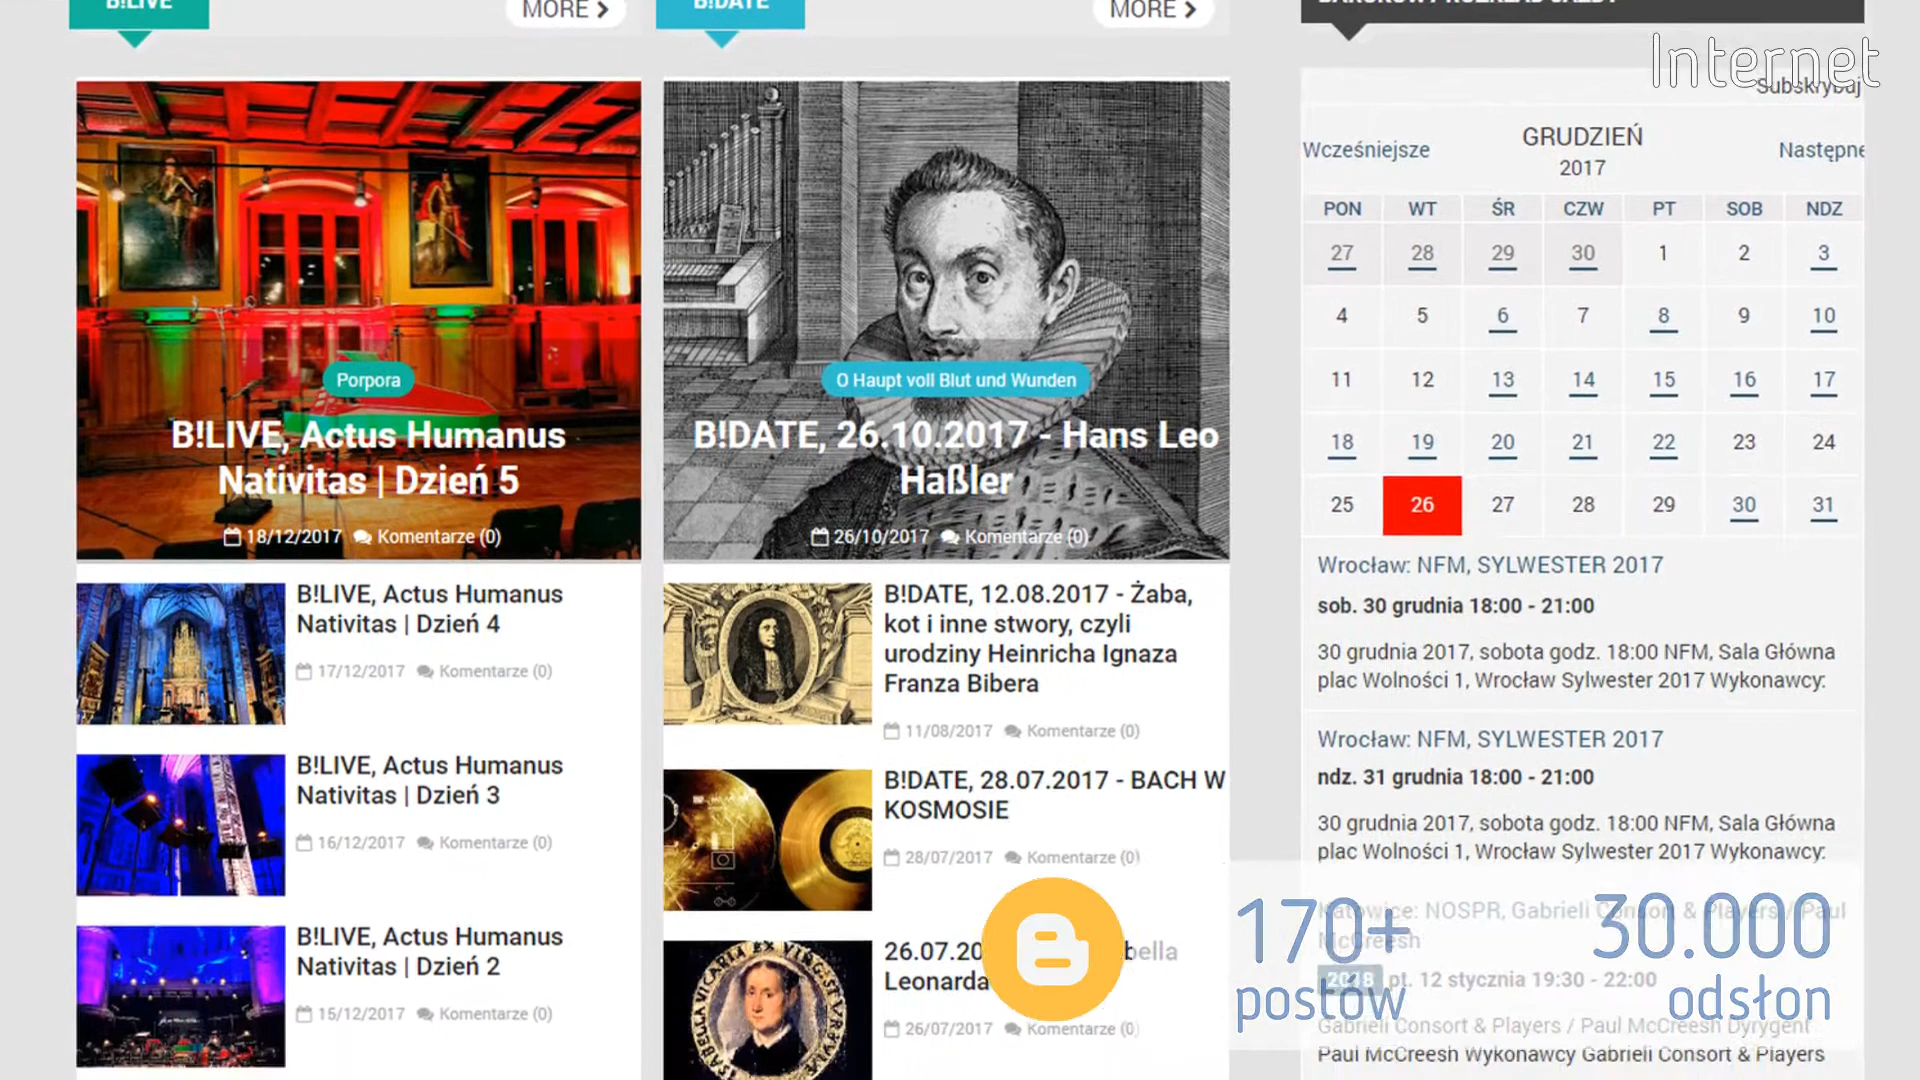 B!LIVE
MORE
B!DATE
MORE
Internet
Subskrybuj
Wcześniejsze
GRUDZIEŃ
2017
Następne
PON WT ŚR CZW PT SOB NDZ
27 28 29 30 1 2 3
4 5 6 7 8 9 10
11 12 13 14 15 16 17
18 19 20 21 22 23 24
25 26 27 28 29 30 31
Porpora
B!LIVE, Actus Humanus
Nativitas | Dzień 5
18/12/2017 Komentarze (0)
B!LIVE, Actus Humanus
Nativitas | Dzień 4
17/12/2017 Komentarze (0)
B!LIVE, Actus Humanus
Nativitas | Dzień 3
16/12/2017 Komentarze (0)
B!LIVE, Actus Humanus
Nativitas | Dzień 2
15/12/2017 Komentarze (0)
O Haupt voll Blut und Wunden
B!DATE, 26.10.2017 - Hans Leo
Haßler
26/10/2017 Komentarze (0)
B!DATE, 12.08.2017 - Żaba,
kot i inne stwory, czyli
urodziny Heinricha Ignaza
Franza Bibera
11/08/2017 Komentarze (0)
B!DATE, 28.07.2017 - BACH W
KOSMOSIE
28/07/2017 Komentarze (0)
Leonarda
26/07/2017 Komentarze (0)
Wrocław: NFM, SYLWESTER 2017
sob. 30 grudnia 18:00 - 21:00
30 grudnia 2017, sobota godz. 18:00 NFM, Sala Główna
plac Wolności 1, Wrocław Sylwester 2017 Wykonawcy:
Wrocław: NFM, SYLWESTER 2017
ndz. 31 grudnia 18:00 - 21:00
30 grudnia 2017, sobota godz. 18:00 NFM, Sala Główna
plac Wolności 1, Wrocław Sylwester 2017 Wykonawcy:
Katowice: NOSPR, Gabrieli Consort & Players / Paul
McCreesh
2018 pt. 12 stycznia 19:30 - 22:00
Gabrieli Consort & Players / Paul McCreesh Dyrygent
Paul McCreesh Wykonawcy Gabrieli Consort & Players
170+
postów
30.000
odsłon